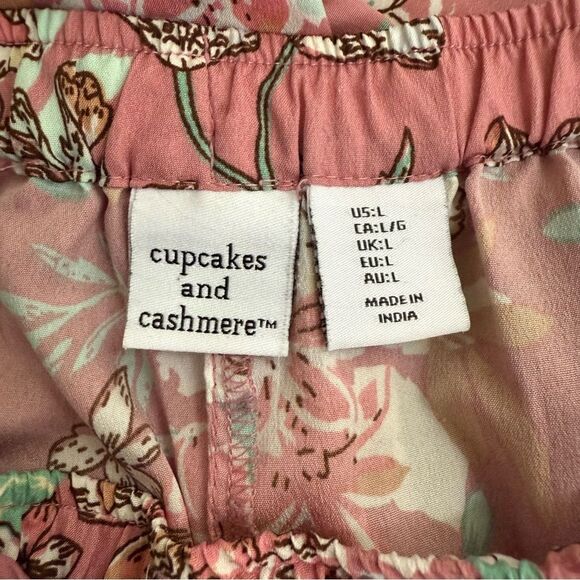 cupcakes
and
cashmere™
US:L
CA:L/G
UK:L
EU:L
AU:L
MADE IN
INDIA